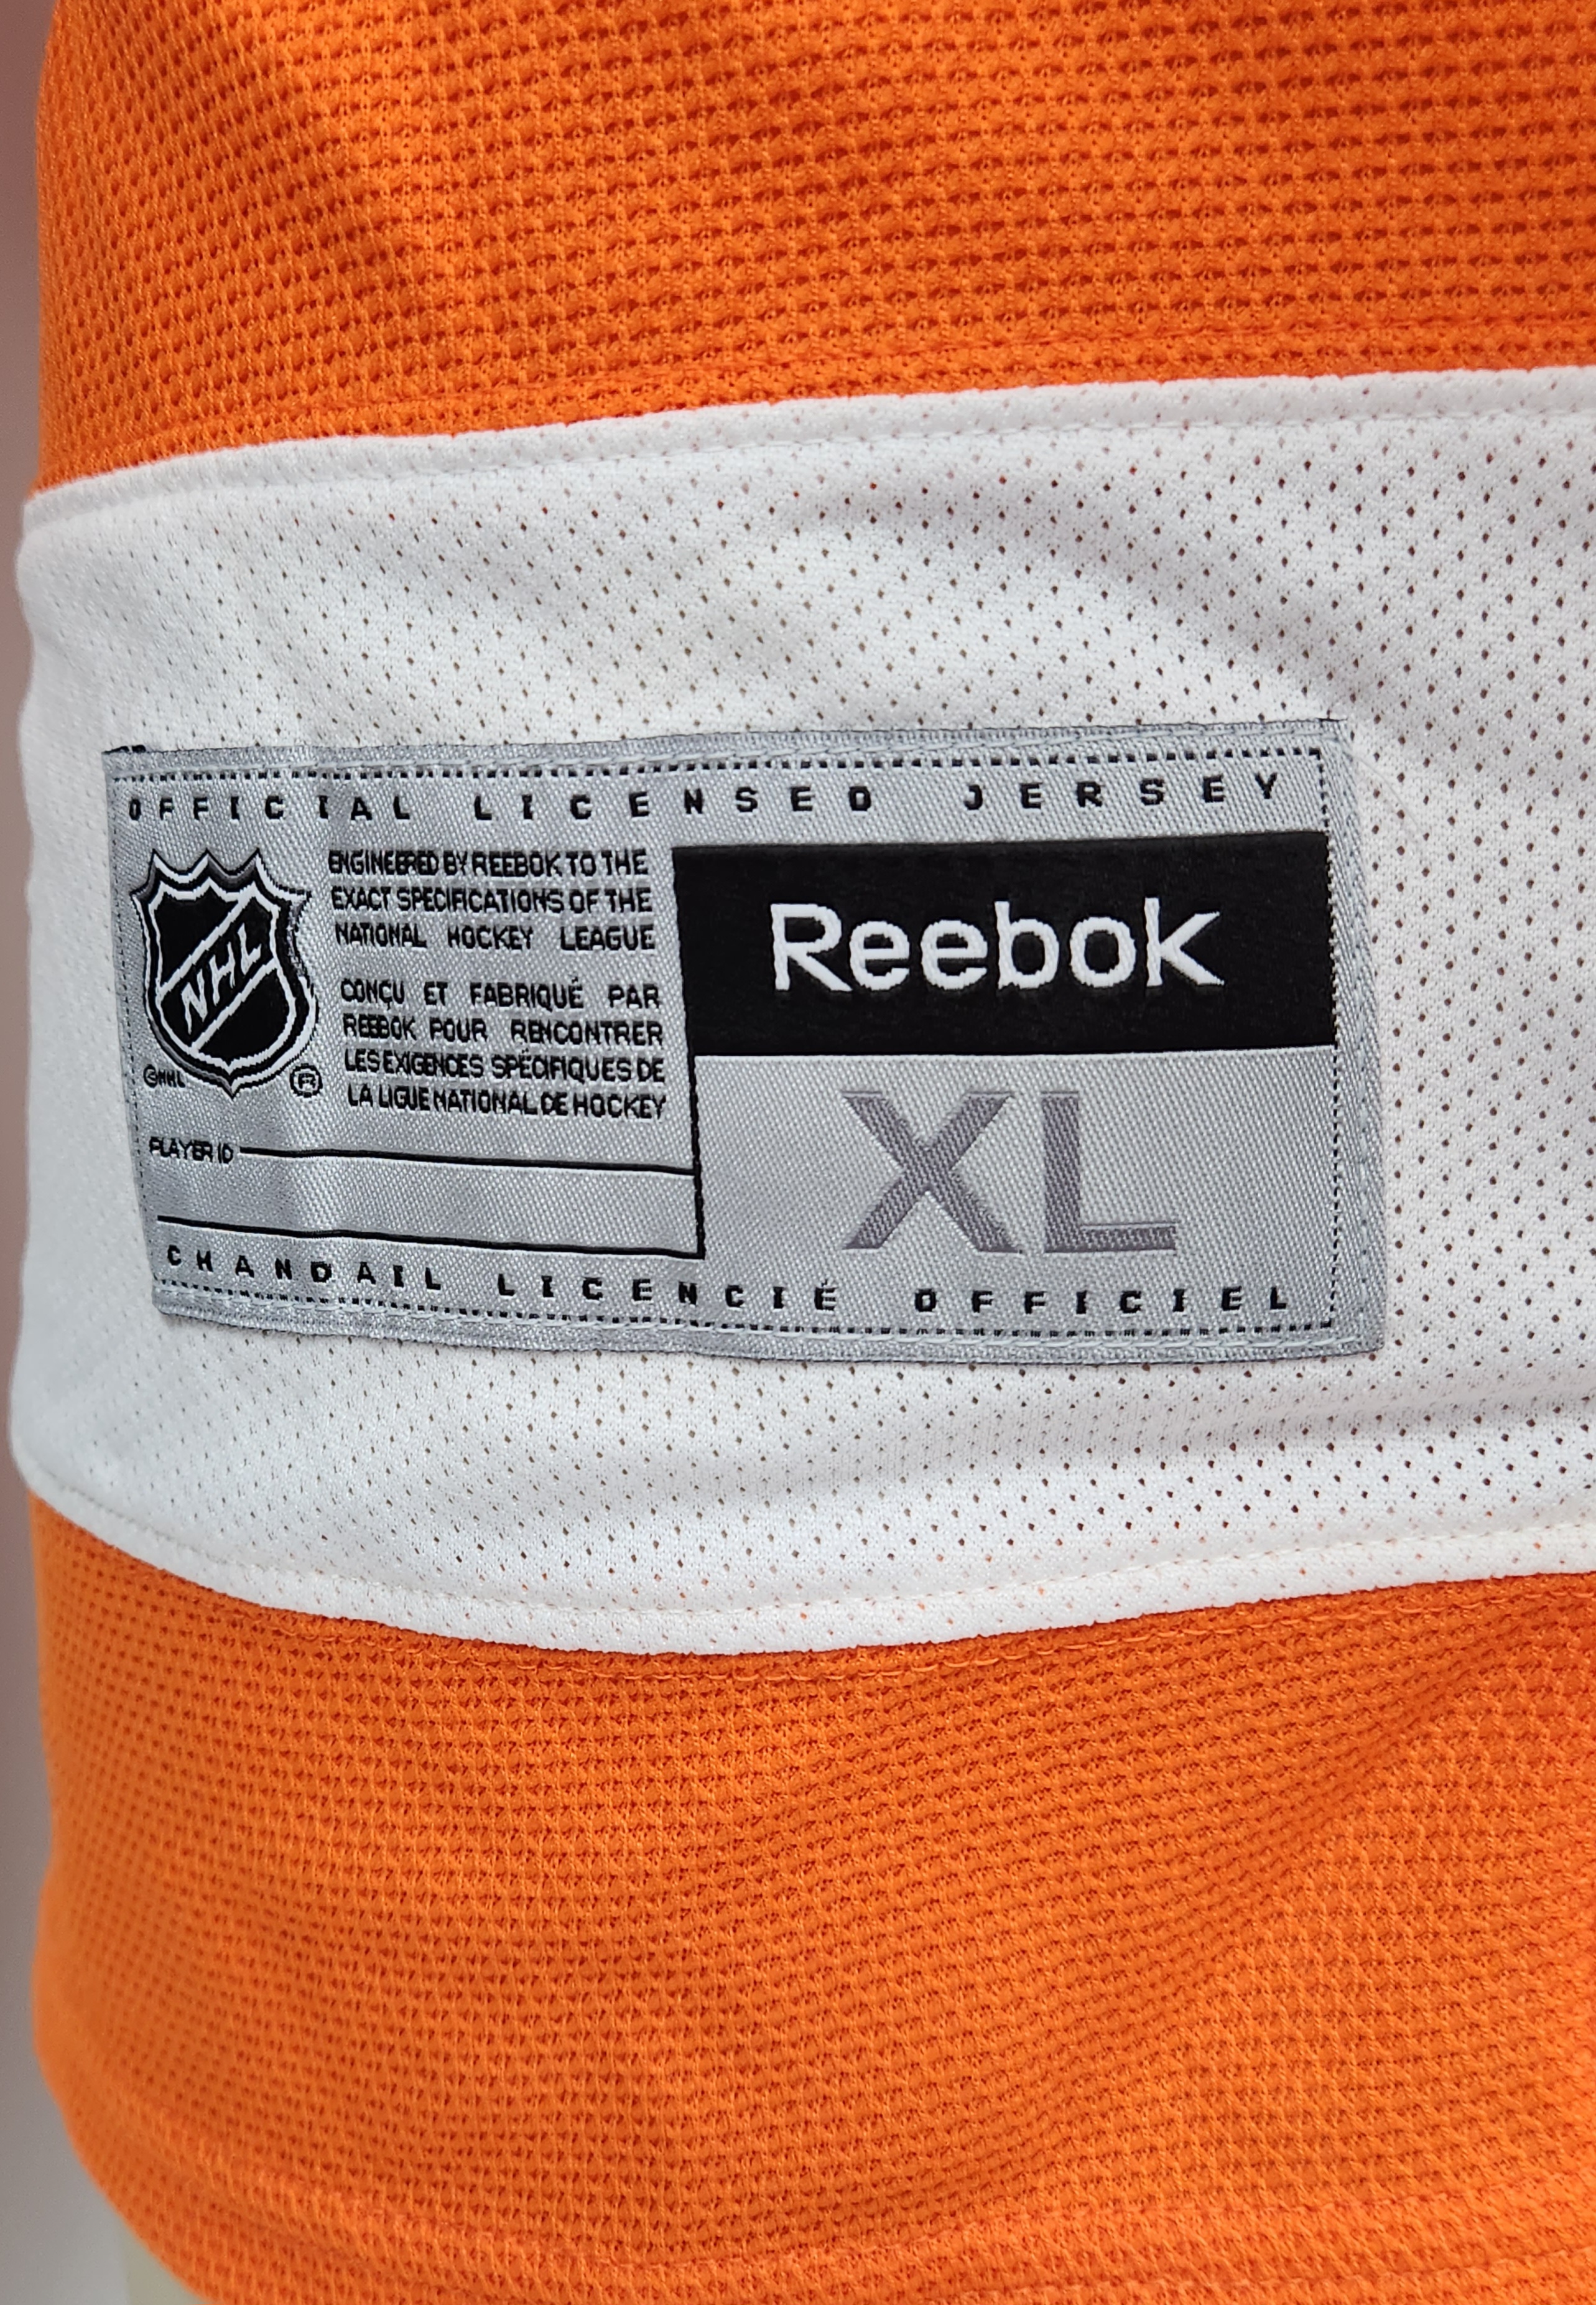 OFFICIAL LICENSED JERSEY
NHL
©NHL
®
ENGINEERED BY REEBOK TO THE
EXACT SPECIFICATIONS OF THE
NATIONAL HOCKEY LEAGUE
CONÇU ET FABRIQUÉ PAR
REEBOK POUR RENCONTRER
LES EXIGENCES SPÉCIFIQUES DE
LA LIGUE NATIONAL DE HOCKEY
Reebok
XL
PLAYER ID
CHANDAIL LICENCIÉ OFFICIEL